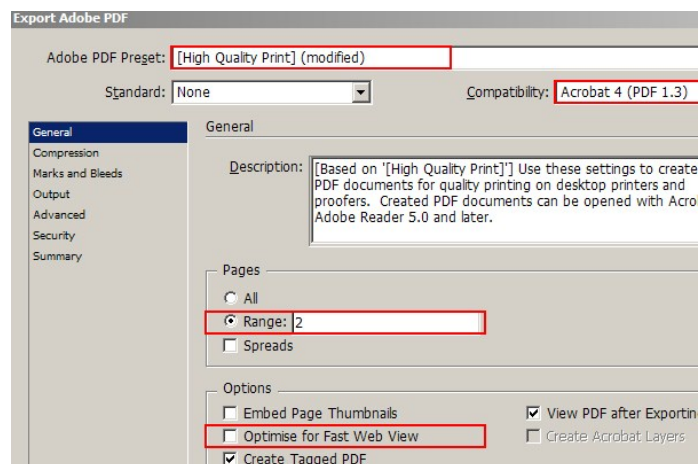 Export Adobe PDF
Adobe PDF Preset: [High Quality Print] (modified)
Standard: None
Compatibility: Acrobat 4 (PDF 1.3)
General
Compression
Marks and Bleeds
Output
Advanced
Security
Summary
General
Description: [Based on '[High Quality Print]'] Use these settings to create
PDF documents for quality printing on desktop printers and
proofers. Created PDF documents can be opened with Acro
Adobe Reader 5.0 and later.
Pages
All
Range: 2
Spreads
Options
Embed Page Thumbnails
View PDF after Exportin
Optimise for Fast Web View
Create Acrobat Layers
Create Tagged PDF